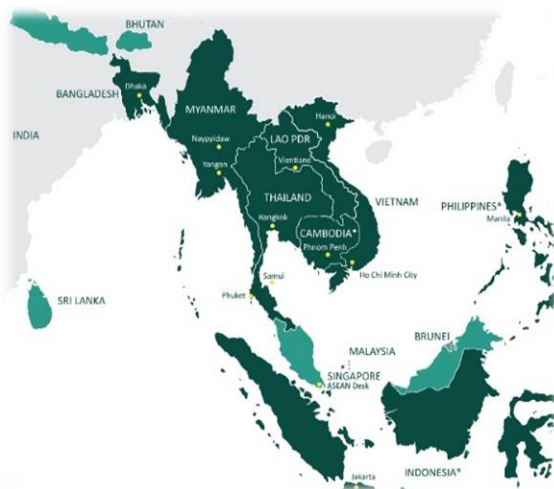 BHUTAN
Dhaka
BANGLADESH
MYANMAR
Hanoi
INDIA
LAO PDR
Naypyidaw
Vientiane
Yangon
THAILAND
VIETNAM
PHILIPPINES*
Manila
Bangkok
CAMBODIA*
Phnom Penh
Ho Chi Minh City
Samui
Phuket
SRI LANKA
BRUNEI
MALAYSIA
SINGAPORE
ASEAN Desk
INDONESIA*
Jakarta